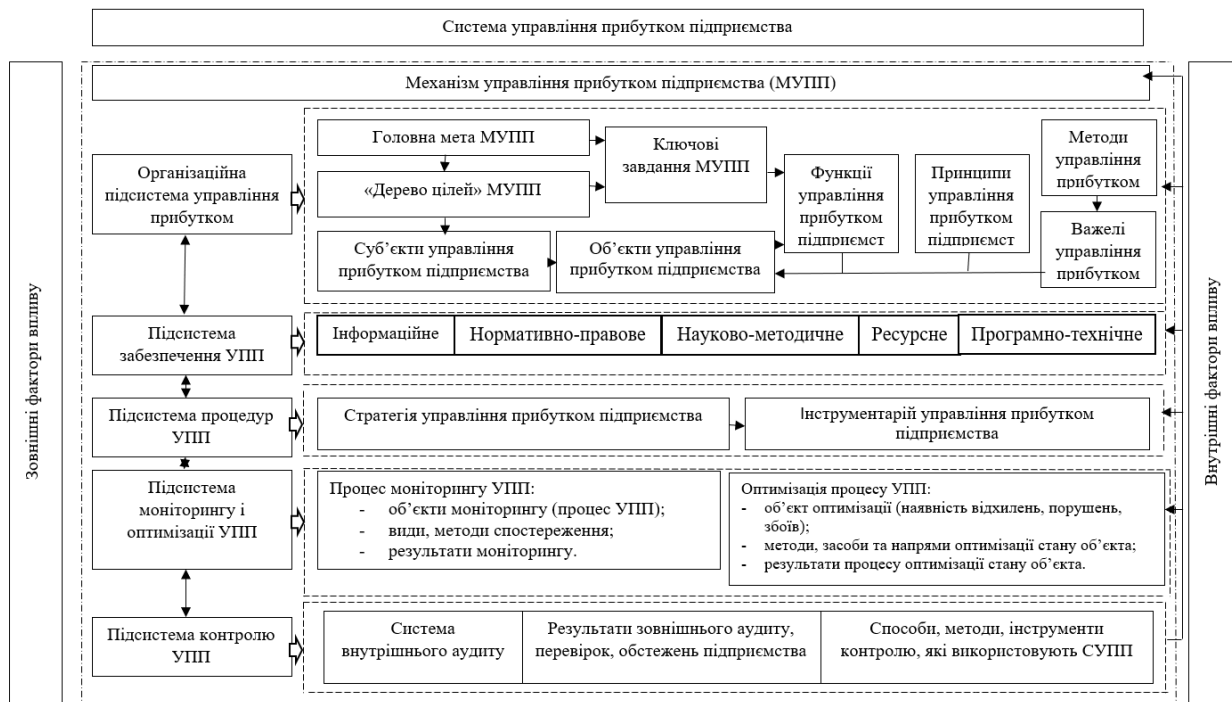 Система управління прибутком підприємства
Зовнішні фактори впливу
Механізм управління прибутком підприємства (МУПП)
Внутрішні фактори впливу
Організаційна
підсистема управління
прибутком
Головна мета МУПП
«Дерево цілей» МУПП
Суб’єкти управління
прибутком підприємства
Ключові
завдання МУПП
Об’єкти управління
прибутком підприємства
Функції
управління
прибутком
підприємст
Принципи
управління
прибутком
підприємст
Методи
управління
прибутком
Важелі
управління
прибутком
Підсистема
забезпечення УПП
Інформаційне
Нормативно-правове
Науково-методичне
Ресурсне
Програмно-технічне
Підсистема процедур
УПП
Стратегія управління прибутком підприємства
Інструментарій управління прибутком
підприємства
Підсистема
моніторингу і
оптимізації УПП
Процес моніторингу УПП:
- об’єкти моніторингу (процес УПП);
- види, методи спостереження;
- результати моніторингу.
Оптимізація процесу УПП:
- об’єкт оптимізації (наявність відхилень, порушень,
збоїв);
- методи, засоби та напрями оптимізації стану об’єкта;
- результати процесу оптимізації стану об’єкта.
Підсистема контролю
УПП
Система
внутрішнього аудиту
Результати зовнішнього аудиту,
перевірок, обстежень підприємства
Способи, методи, інструменти
контролю, які використовують СУПП